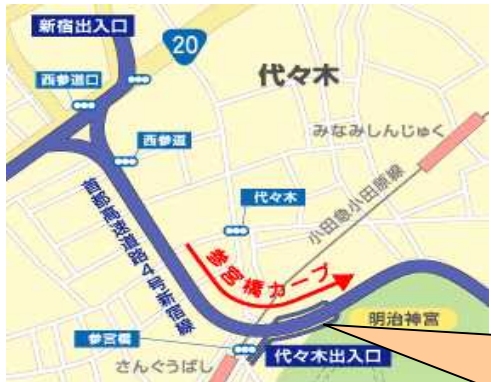 新宿出入口
20
代々木
西参道口
みなみしんじゅく
西参道
小田急小田原線
代々木
首都高速道路4号新宿線
参宮橋カーブ
明治神宮
参宮橋
代々木出入口
さんぐうばし